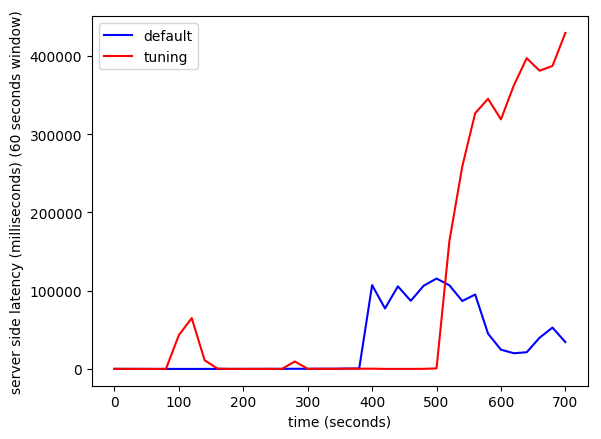 default
tuning
server side latency (milliseconds) (60 seconds window)
400000
300000
200000
100000
0
0 100 200 300 400 500 600 700
time (seconds)